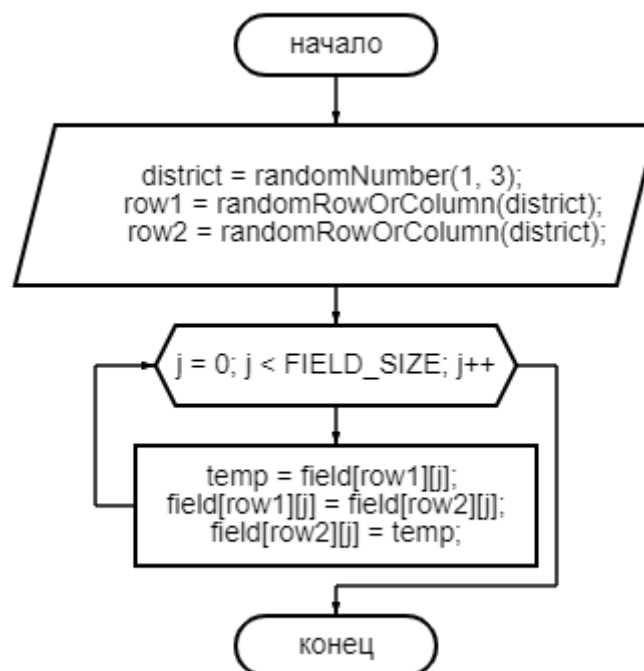 начало
district = randomNumber(1, 3);
row1 = randomRowOrColumn(district);
row2 = randomRowOrColumn(district);
j = 0; j < FIELD_SIZE; j++
temp = field[row1][j];
field[row1][j] = field[row2][j];
field[row2][j] = temp;
конец